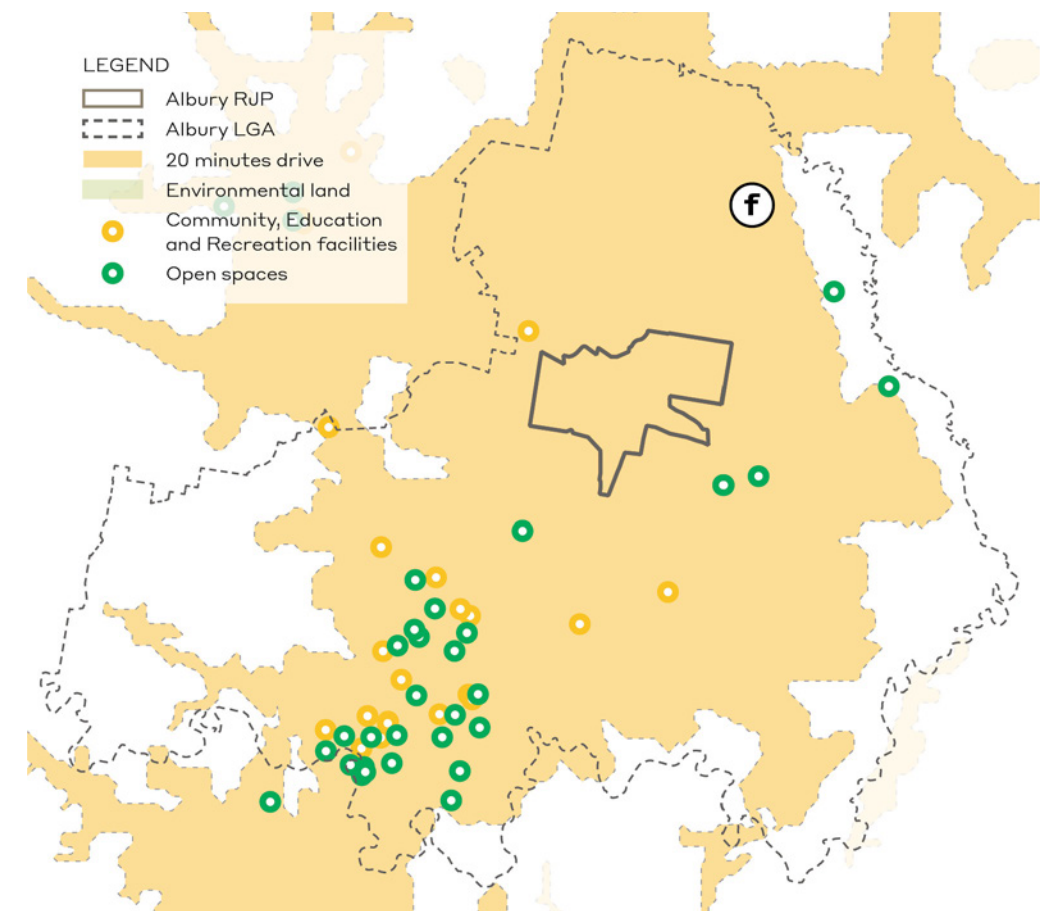 LEGEND
Albury RJP
Albury LGA
20 minutes drive
Environmental land
Community, Education
and Recreation facilities
Open spaces
f